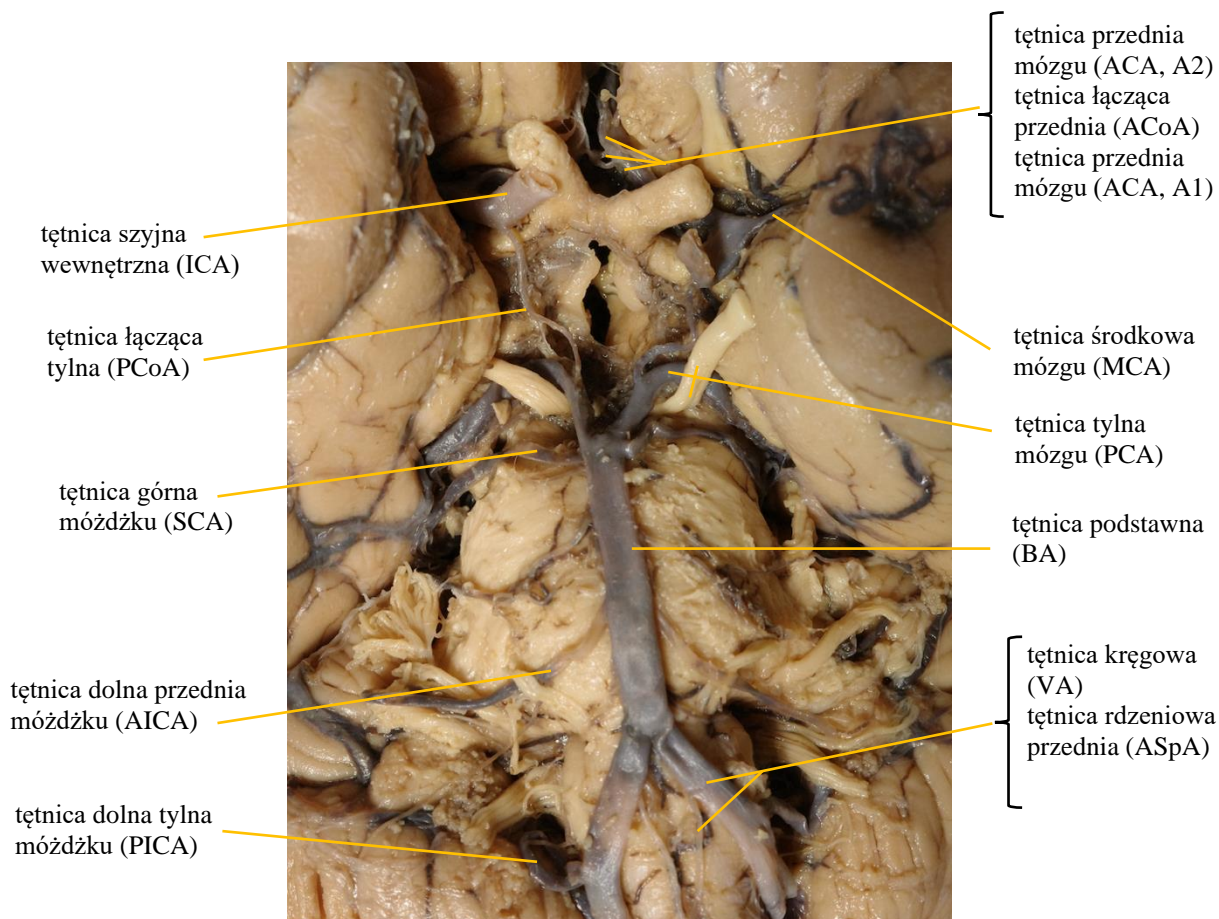 tętnica przednia
mózgu (ACA, A2)
tętnica łącząca
przednia (ACoA)
tętnica przednia
mózgu (ACA, A1)
tętnica szyjna
wewnętrzna (ICA)
tętnica łącząca
tylna (PCoA)
tętnica środkowa
mózgu (MCA)
tętnica tylna
mózgu (PCA)
tętnica górna
móżdżku (SCA)
tętnica podstawna
(BA)
tętnica dolna przednia
móżdżku (AICA)
tętnica kręgowa
(VA)
tętnica rdzeniowa
przednia (ASpA)
tętnica dolna tylna
móżdżku (PICA)